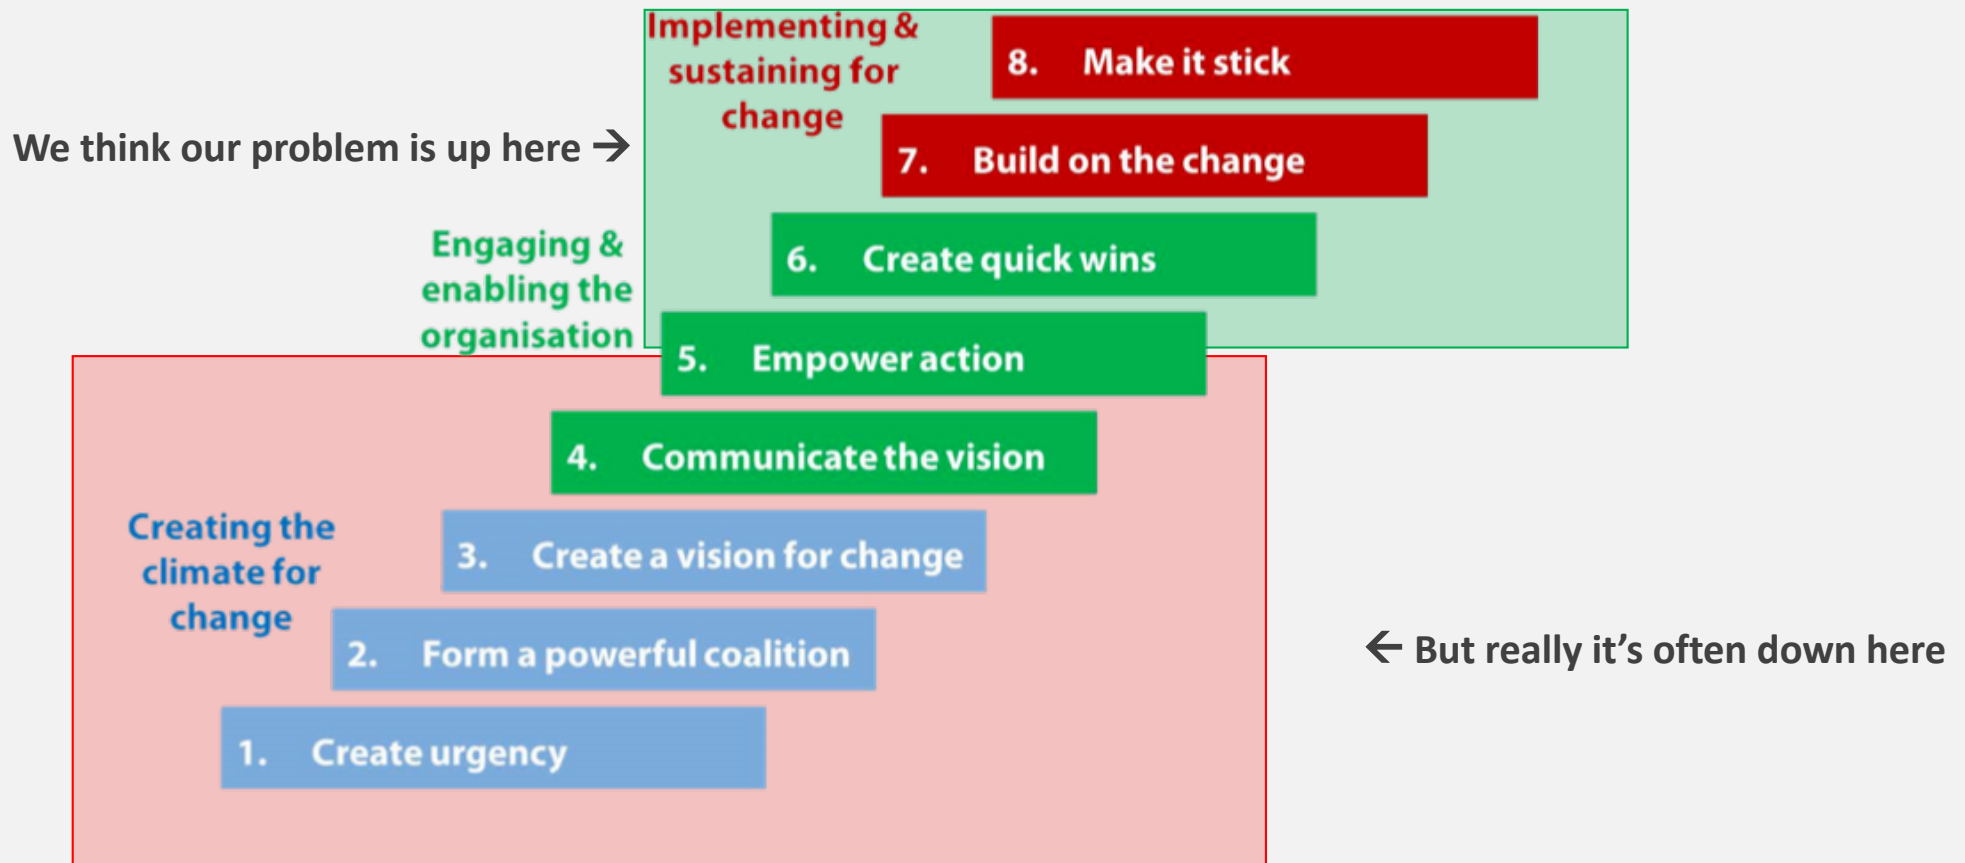 Implementing &
sustaining for
change
8. Make it stick
We think our problem is up here →
7. Build on the change
Engaging &
enabling the
organisation
6. Create quick wins
5. Empower action
4. Communicate the vision
Creating the
climate for
change
3. Create a vision for change
2. Form a powerful coalition
← But really it’s often down here
1. Create urgency